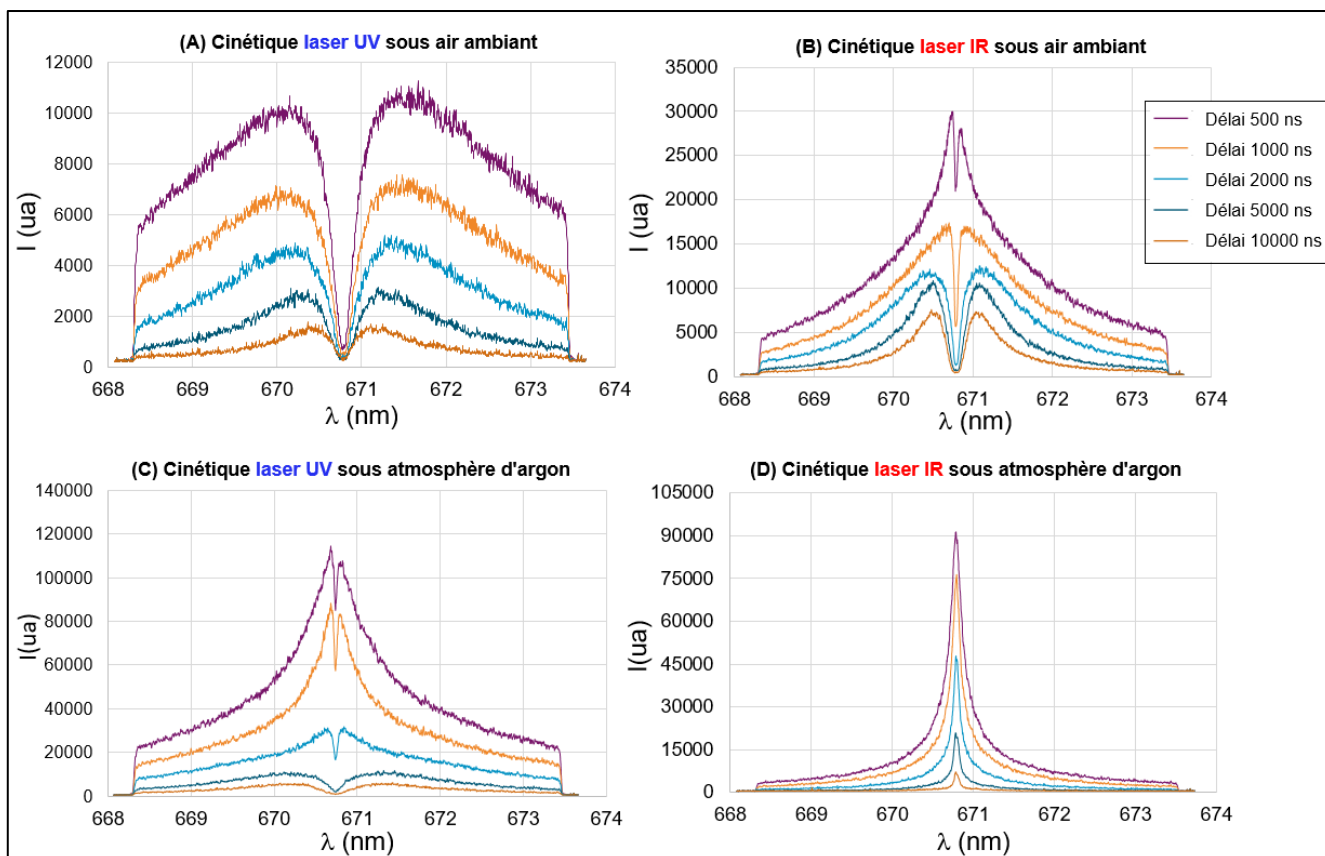 (A) Cinétique laser UV sous air ambiant
12000
10000
8000
6000
4000
2000
0
I (ua)
668 669 670 671 672 673 674
λ (nm)
(B) Cinétique laser IR sous air ambiant
35000
30000
25000
20000
15000
10000
5000
0
I (ua)
668 669 670 671 672 673 674
λ (nm)
Délai 500 ns
Délai 1000 ns
Délai 2000 ns
Délai 5000 ns
Délai 10000 ns
(C) Cinétique laser UV sous atmosphère d'argon
140000
120000
100000
80000
60000
40000
20000
0
I(ua)
668 669 670 671 672 673 674
λ (nm)
(D) Cinétique laser IR sous atmosphère d'argon
105000
90000
75000
60000
45000
30000
15000
0
I(ua)
668 669 670 671 672 673 674
λ (nm)